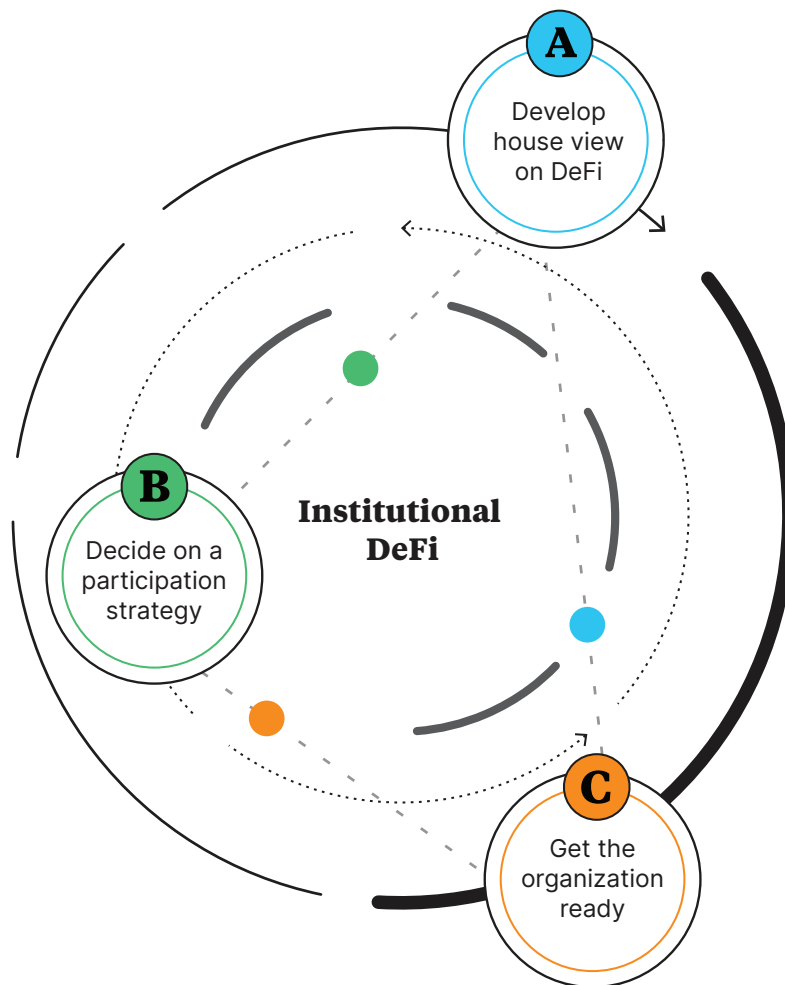 A
Develop
house view
on DeFi
B
Decide on a
participation
strategy
Institutional
DeFi
C
Get the
organization
ready